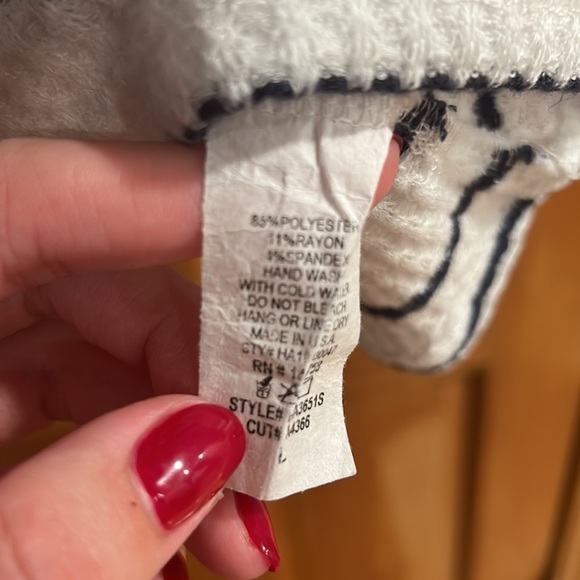 85%POLYESTER
11%RAYON
4%SPANDEX
HAND WASH
WITH COLD WATER
DO NOT BLEACH
HANG OR LINE DRY
MADE IN U.S.A.
RN #
STYLE#
CUT#
L